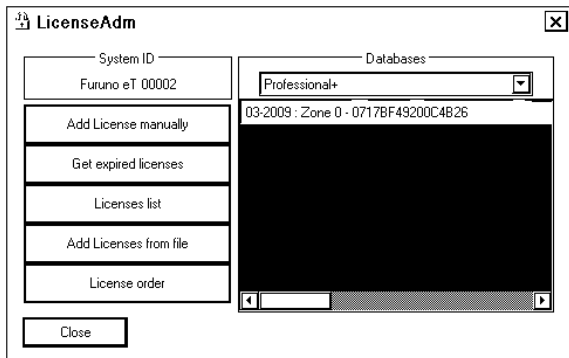 LicenseAdm
System ID
Furuno eT 00002
Add License manually
Get expired licenses
Licenses list
Add Licenses from file
License order
Close
Databases
Professional+
03-2009 : Zone 0 - 0717BF49200C4B26